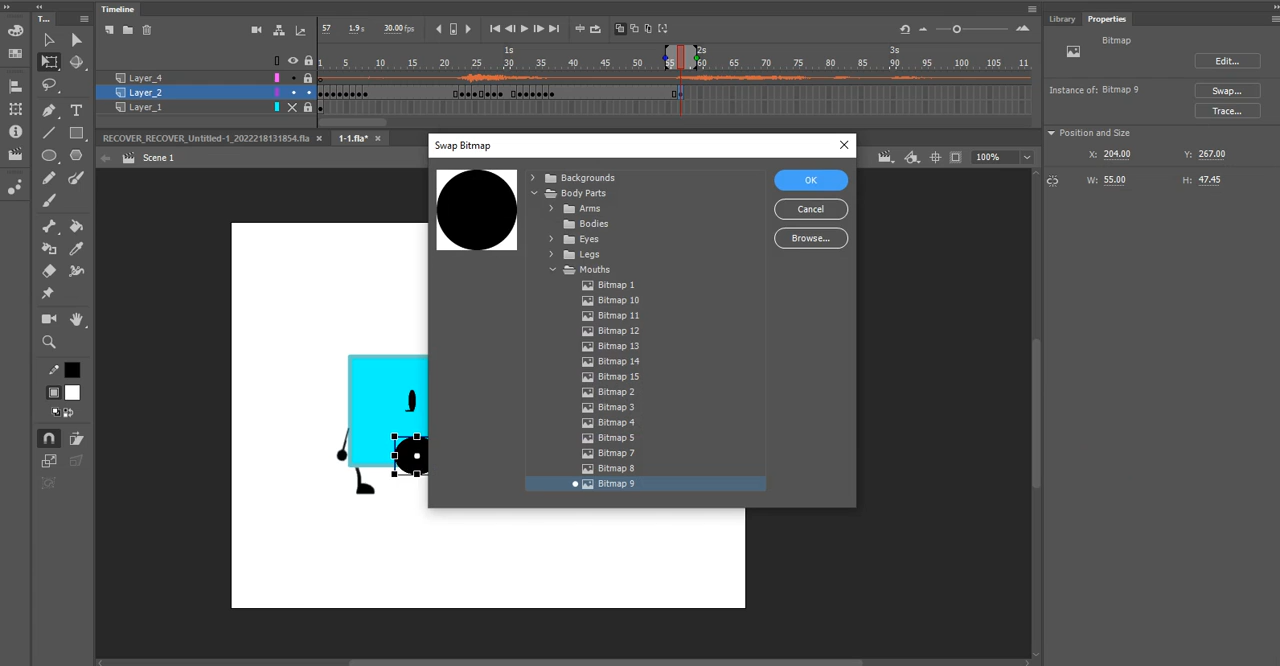 Timeline
T...
Library
Properties
57
1.9s
30.00 fps
Bitmap
1s
2s
3s
Edit...
1
5
10
15
20
25
30
35
40
45
50
55
65
70
75
80
85
90
95
100
105
11
Layer_4
Layer_2
Layer_1
Instance of: Bitmap 9
Swap...
Trace...
RECOVER_RECOVER_Untitled-1_2022218131854.fla
1-1.fla*
Position and Size
Scene 1
Swap Bitmap
100%
X: 204.00
Y: 267.00
W: 55.00
H: 47.45
Backgrounds
Body Parts
Arms
Bodies
Eyes
Legs
Mouths
Bitmap 1
Bitmap 10
Bitmap 11
Bitmap 12
Bitmap 13
Bitmap 14
Bitmap 15
Bitmap 2
Bitmap 3
Bitmap 4
Bitmap 5
Bitmap 7
Bitmap 8
Bitmap 9
OK
Cancel
Browse...